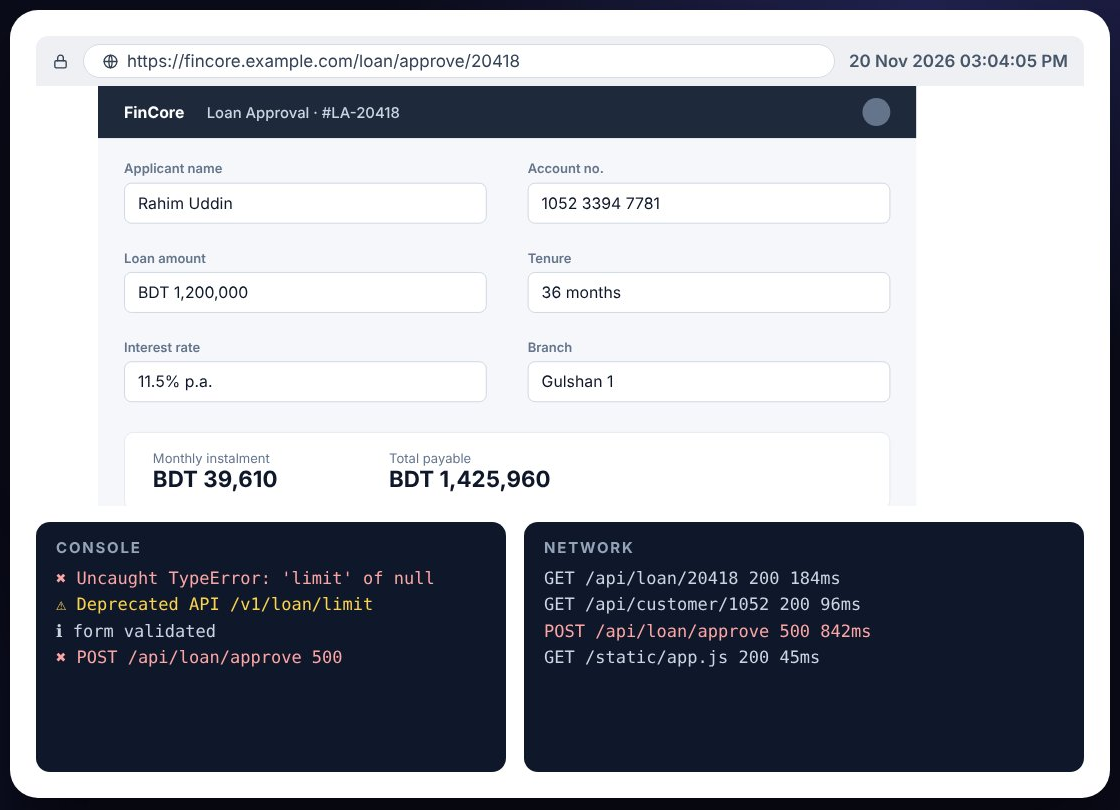 https://fincore.example.com/loan/approve/20418 20 Nov 2026 03:04:05 PM
FinCore Loan Approval · #LA-20418
Applicant name Account no.
Rahim Uddin 1052 3394 7781
Loan amount Tenure
BDT 1,200,000 36 months
Interest rate Branch
11.5% p.a. Gulshan 1
Monthly instalment Total payable
BDT 39,610 BDT 1,425,960
CONSOLE
✖ Uncaught TypeError: 'limit' of null
⚠ Deprecated API /v1/loan/limit
ℹ form validated
✖ POST /api/loan/approve 500
NETWORK
GET /api/loan/20418 200 184ms
GET /api/customer/1052 200 96ms
POST /api/loan/approve 500 842ms
GET /static/app.js 200 45ms